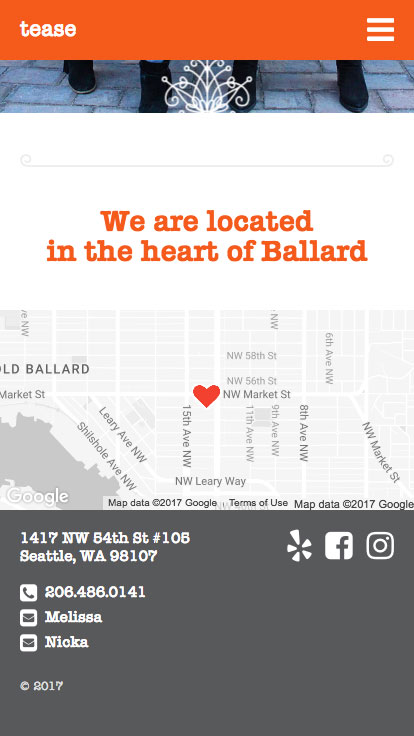 tease
We are located
in the heart of Ballard
ve NW
NW 58th St
6th Ave NW
OLD BALLARD
NW 56th St
Market St
NW Market St
Leary Ave NW
Shilshole Ave NW
15th Ave NW
11th Ave NW
9th Ave NW
8th Ave NW
NW Market St
NW Leary Way
Google
Map data ©2017 Google
Terms of Use
Map data ©2017 Google
1417 NW 54th St #105
Seattle, WA 98107
206.486.0141
Melissa
Nicka
© 2017